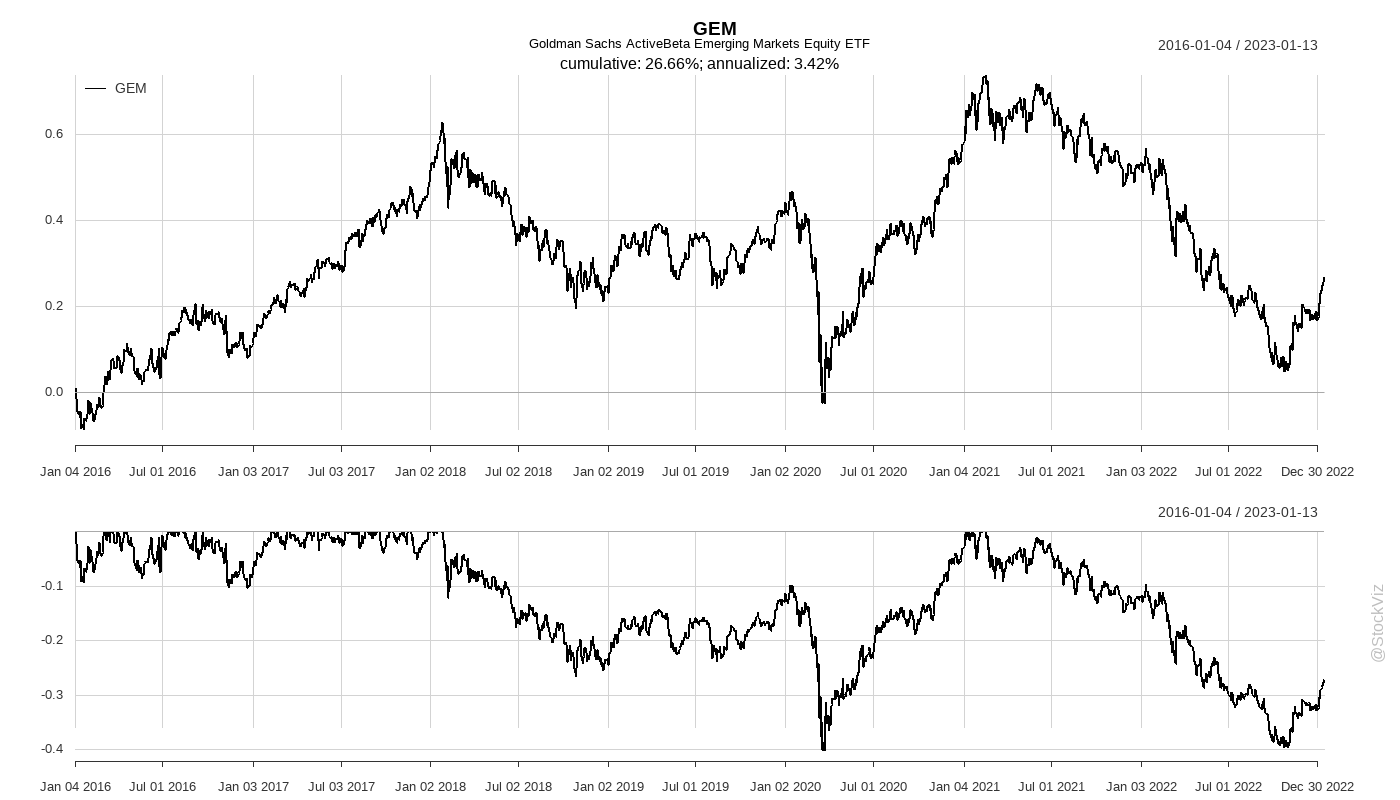 GEM
Goldman Sachs ActiveBeta Emerging Markets Equity ETF
cumulative: 26.66%; annualized: 3.42%
2016-01-04 / 2023-01-13
GEM
0.6
0.4
0.2
0.0
Jan 04 2016 Jul 01 2016 Jan 03 2017 Jul 03 2017 Jan 02 2018 Jul 02 2018 Jan 02 2019 Jul 01 2019 Jan 02 2020 Jul 01 2020 Jan 04 2021 Jul 01 2021 Jan 03 2022 Jul 01 2022 Dec 30 2022
2016-01-04 / 2023-01-13
-0.1
-0.2
-0.3
-0.4
Jan 04 2016 Jul 01 2016 Jan 03 2017 Jul 03 2017 Jan 02 2018 Jul 02 2018 Jan 02 2019 Jul 01 2019 Jan 02 2020 Jul 01 2020 Jan 04 2021 Jul 01 2021 Jan 03 2022 Jul 01 2022 Dec 30 2022
@StockViz